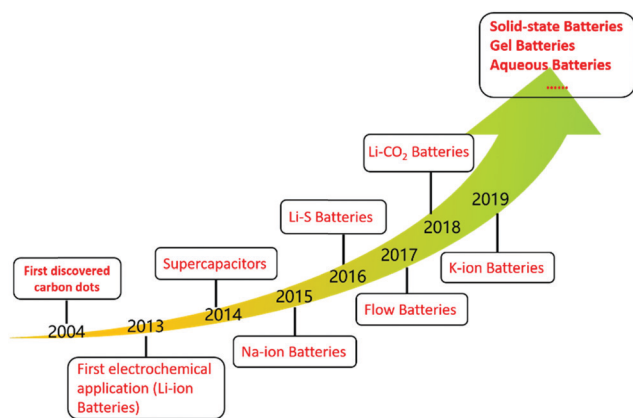 Solid-state Batteries
Gel Batteries
Aqueous Batteries
......
Li-CO₂ Batteries
2019
Li-S Batteries
2018
2017
K-ion Batteries
Supercapacitors
2016
First discovered
carbon dots
2015
Flow Batteries
2014
2004
2013
Na-ion Batteries
First electrochemical
application (Li-ion
Batteries)